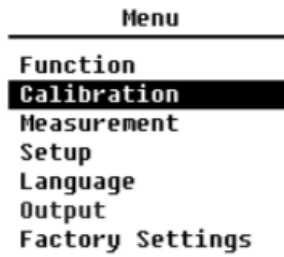 Menu
Function
Calibration
Measurement
Setup
Language
Output
Factory Settings